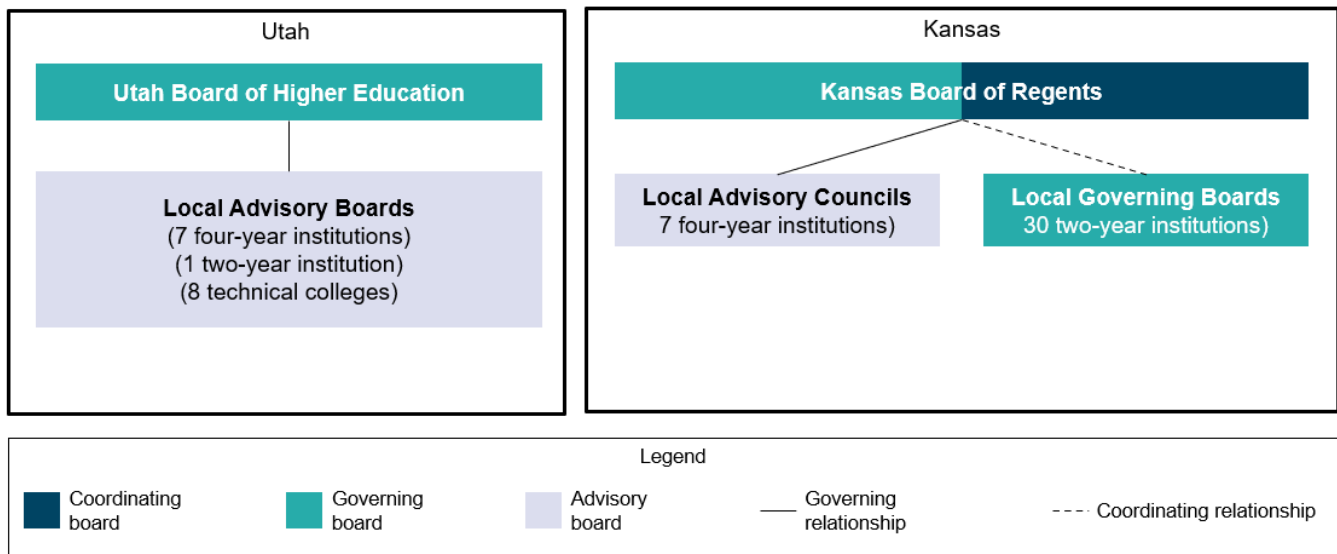 Utah
Utah Board of Higher Education
Local Advisory Boards
(7 four-year institutions)
(1 two-year institution)
(8 technical colleges)
Kansas
Kansas Board of Regents
Local Advisory Councils
7 four-year institutions)
Local Governing Boards
30 two-year institutions)
Legend
Coordinating
board
Governing
board
Advisory
board
Governing
relationship
Coordinating relationship